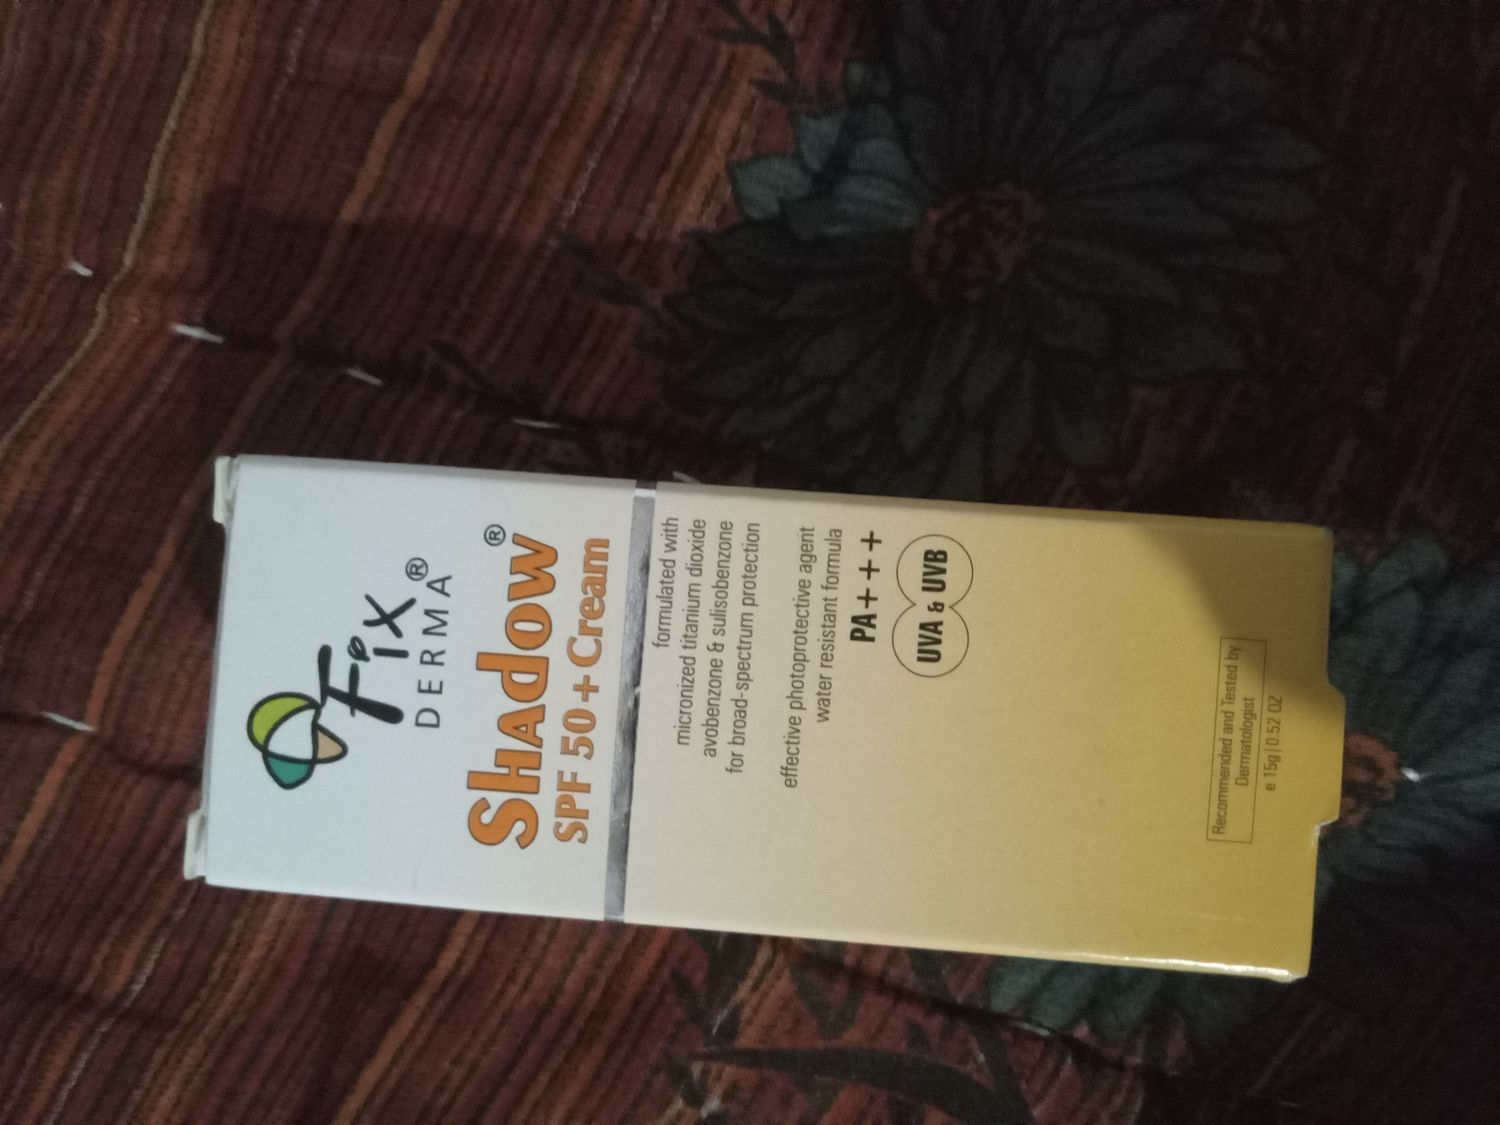 Fix
DERMA®
Shadow®
SPF 50+Cream
formulated with
micronized titanium dioxide
avobenzone & sulisobenzone
for broad-spectrum protection
effective photoprotective agent
water resistant formula
PA+++
UVA & UVB
Recommended and Tested by
Dermatologist
e 15g|0.52 OZ